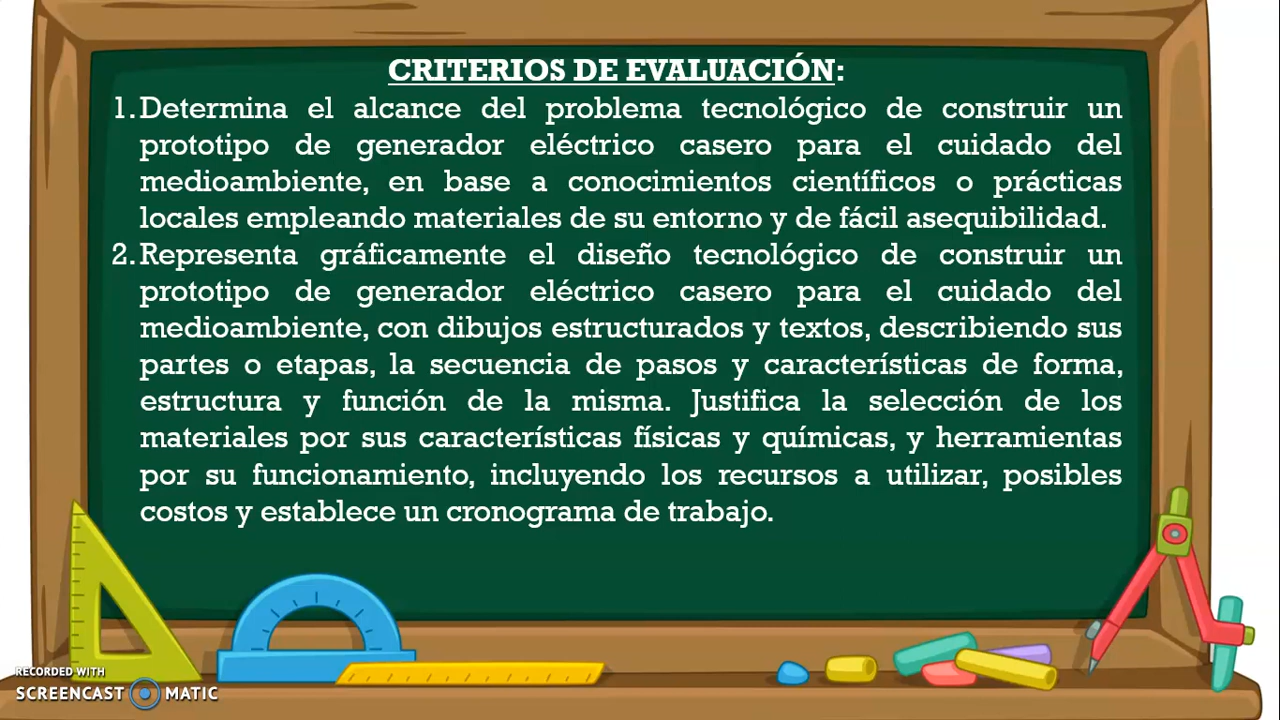 CRITERIOS DE EVALUACIÓN:
1. Determina el alcance del problema tecnológico de construir un
prototipo de generador eléctrico casero para el cuidado del
medioambiente, en base a conocimientos científicos o prácticas
locales empleando materiales de su entorno y de fácil asequibilidad.
2. Representa gráficamente el diseño tecnológico de construir un
prototipo de generador eléctrico casero para el cuidado del
medioambiente, con dibujos estructurados y textos, describiendo sus
partes o etapas, la secuencia de pasos y características de forma,
estructura y función de la misma. Justifica la selección de los
materiales por sus características físicas y químicas, y herramientas
por su funcionamiento, incluyendo los recursos a utilizar, posibles
costos y establece un cronograma de trabajo.
RECORDED WITH
SCREENCAST MATIC